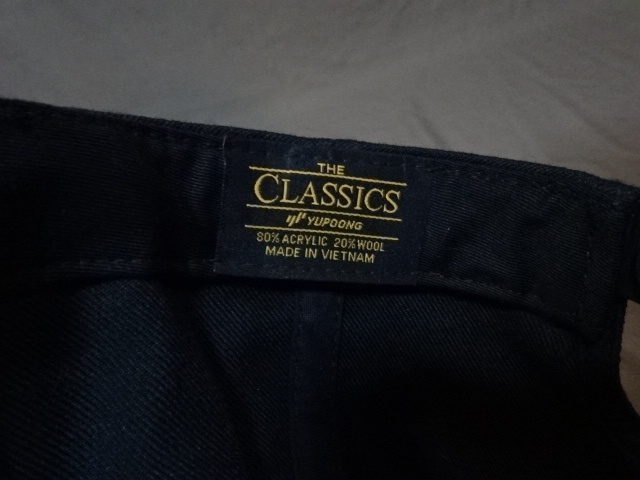 THE
CLASSICS
YUPOONG
80% ACRYLIC 20% WOOL
MADE IN VIETNAM